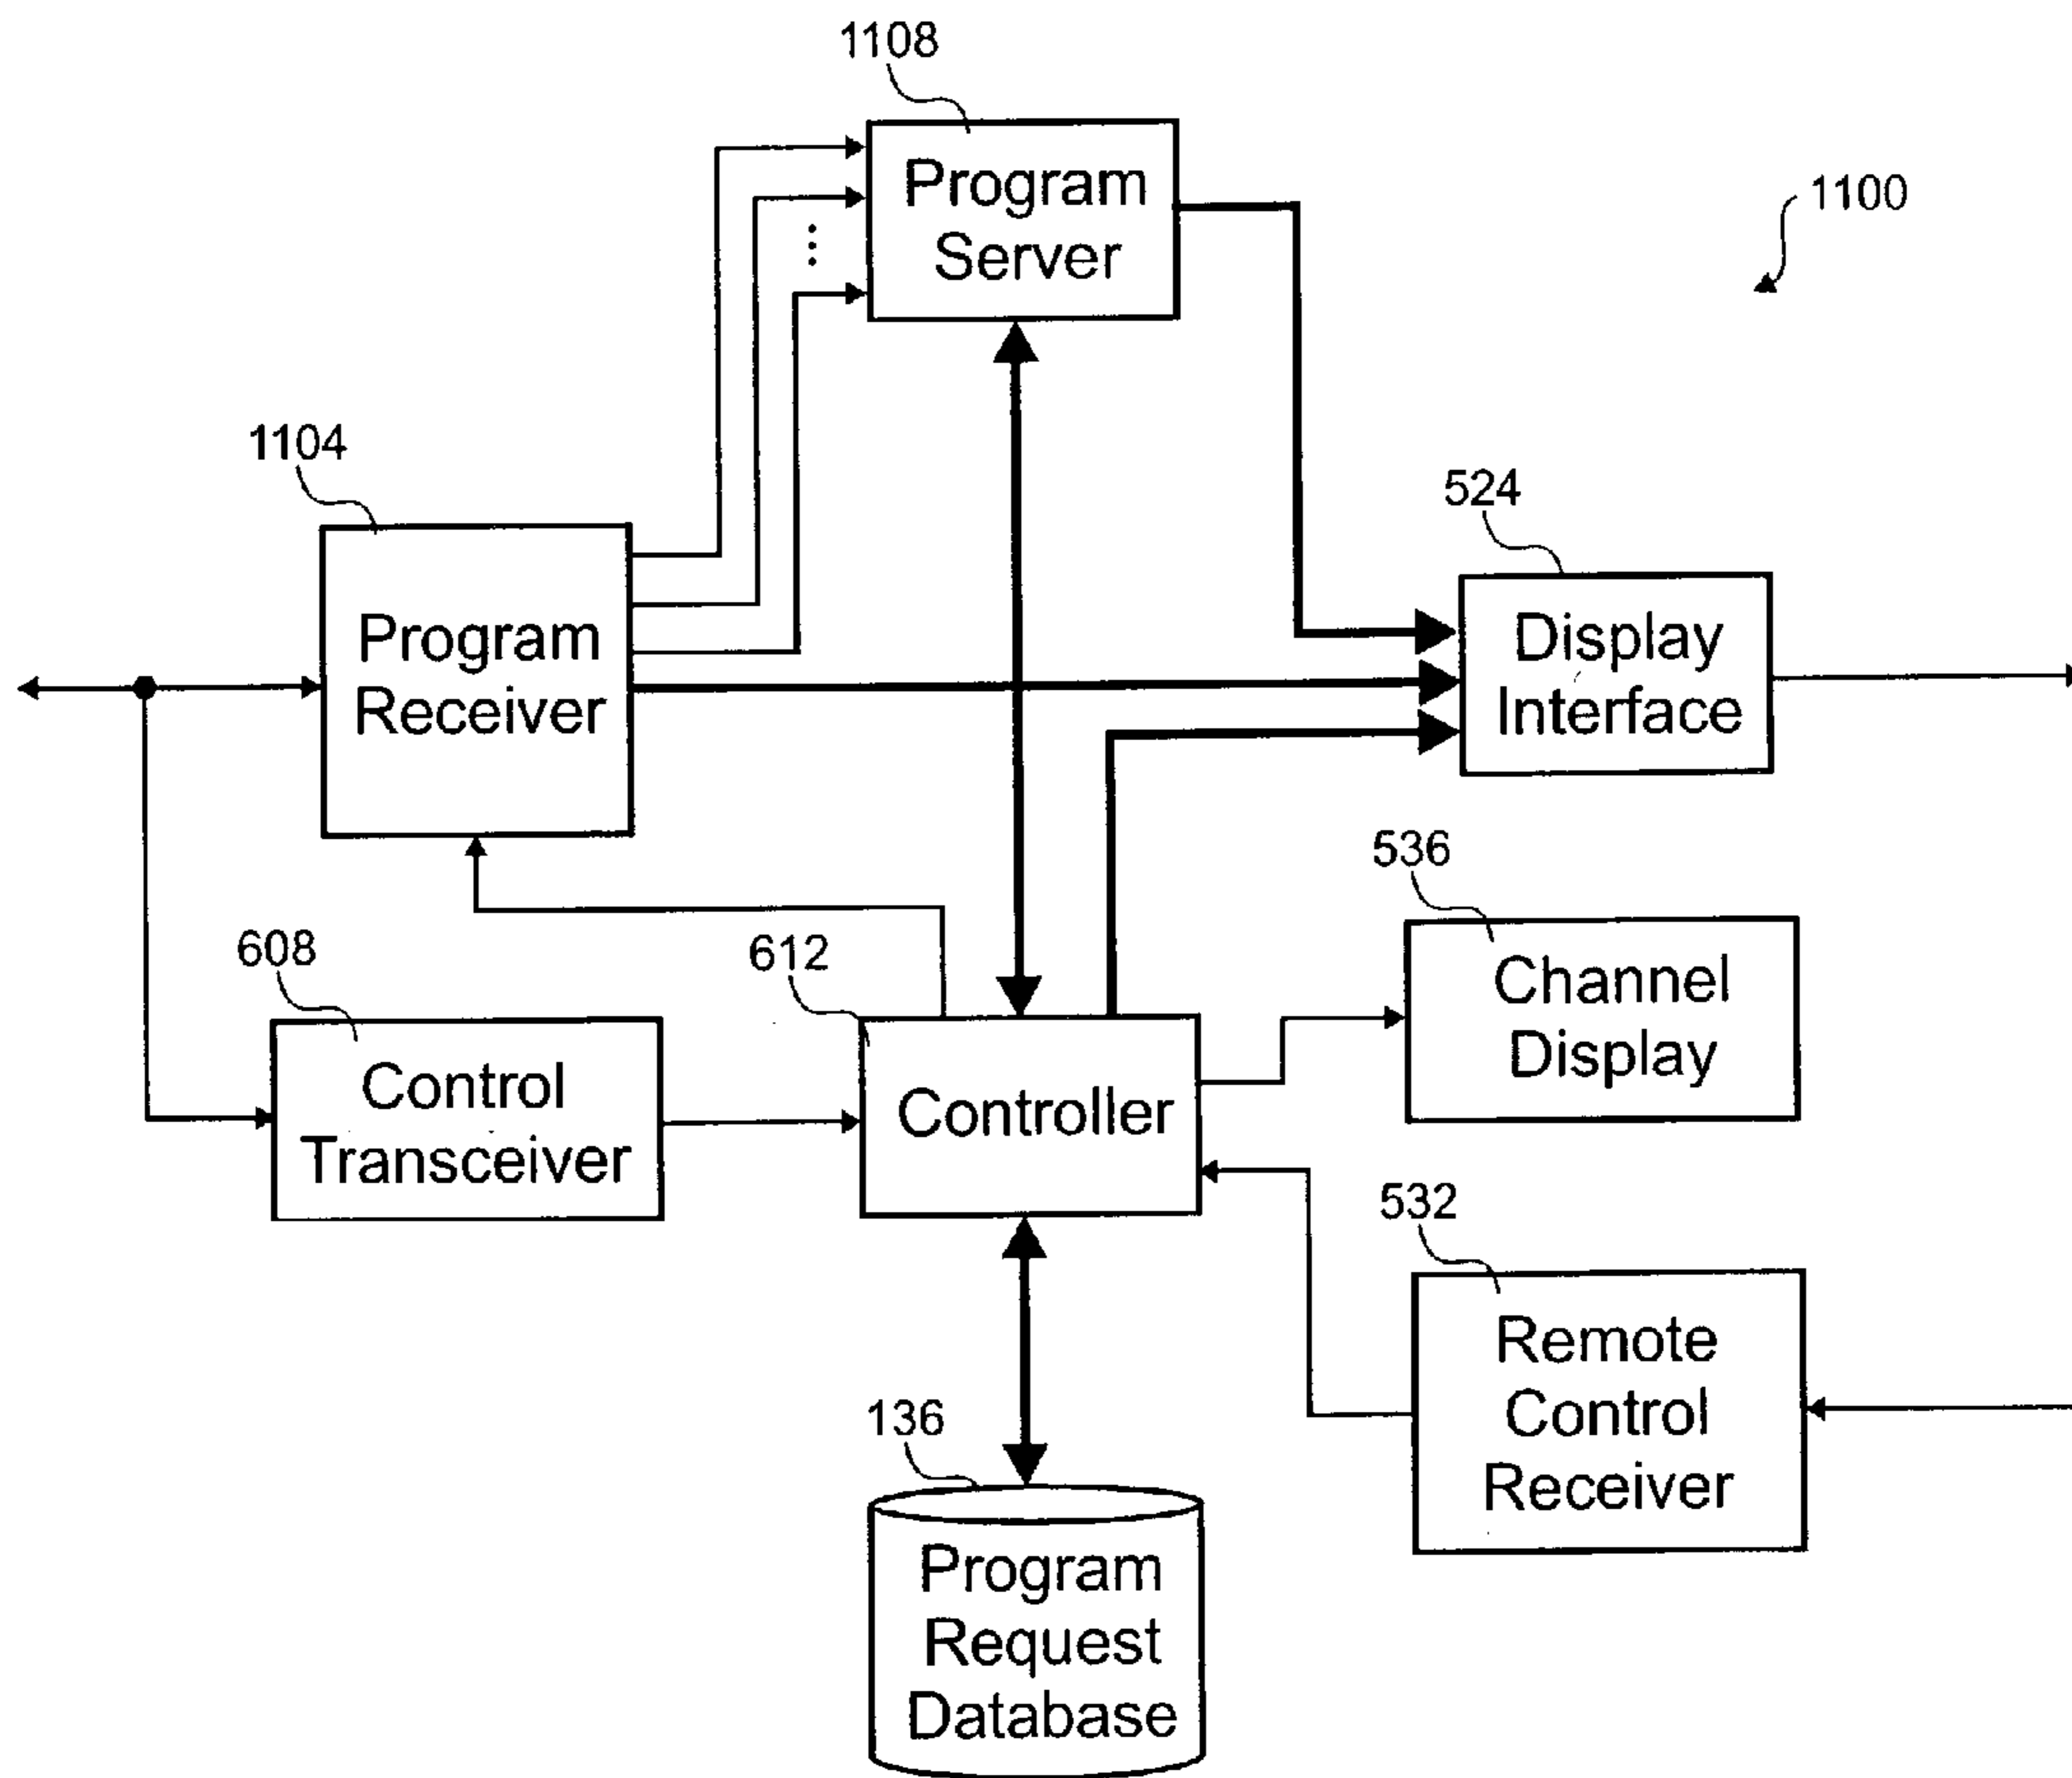 1108
Program
Server
1100
1104
Program
Receiver
524
Display
Interface
536
Channel
Display
608
Control
Transceiver
612
Controller
532
Remote
Control
Receiver
136
Program
Request
Database